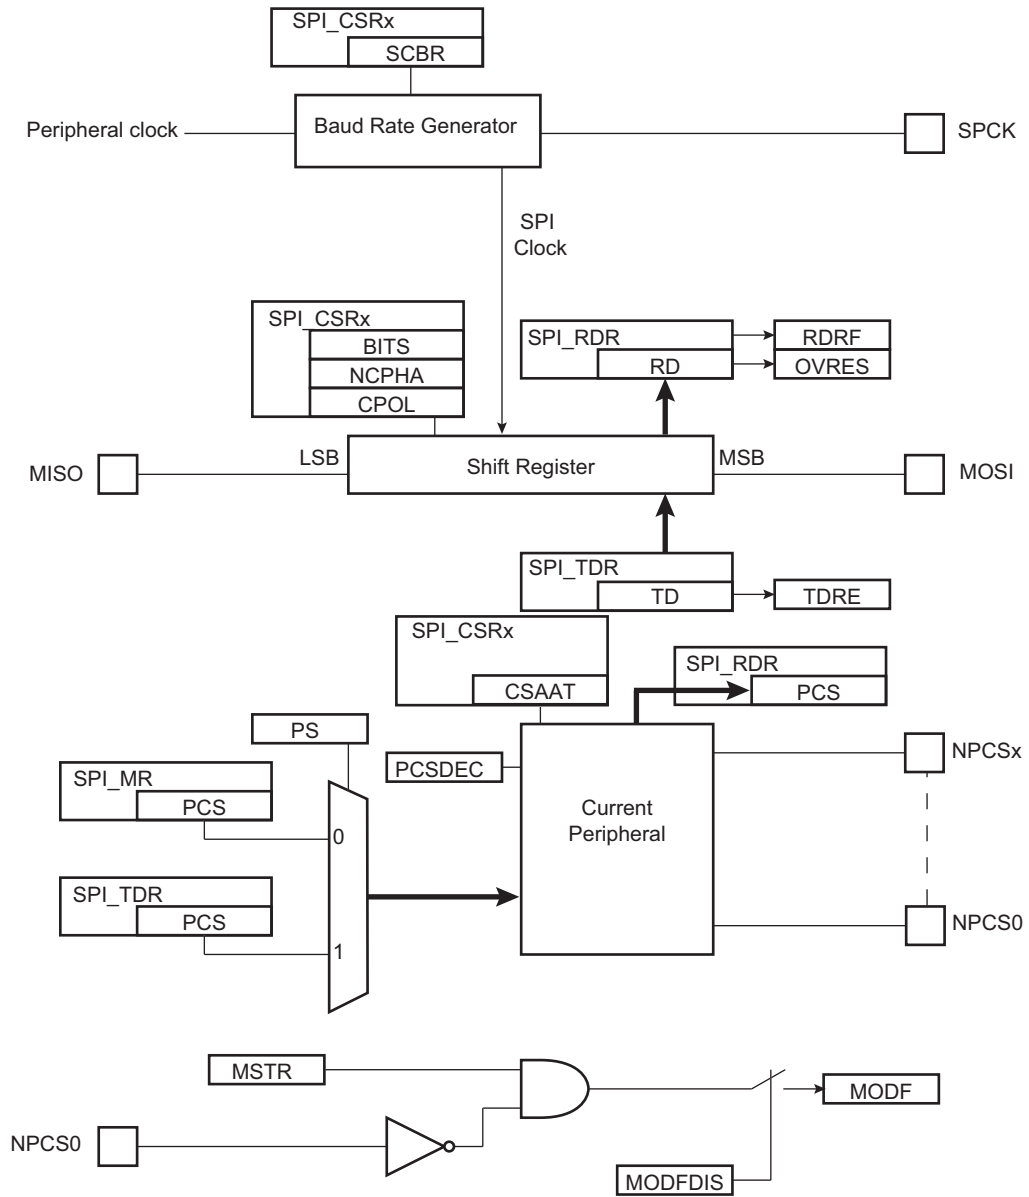 SPI_CSRx
SCBR
Peripheral clock
Baud Rate Generator
SPCK
SPI
Clock
SPI_CSRx
BITS
NCPHA
CPOL
SPI_RDR
RD
RDRF
OVRES
MISO
LSB
Shift Register
MSB
MOSI
SPI_TDR
TD
TDRE
SPI_CSRx
CSAAT
SPI_RDR
PCS
PS
PCSDEC
SPI_MR
PCS
0
Current
Peripheral
NPCSx
SPI_TDR
PCS
1
NPCS0
MSTR
MODF
NPCS0
MODFDIS